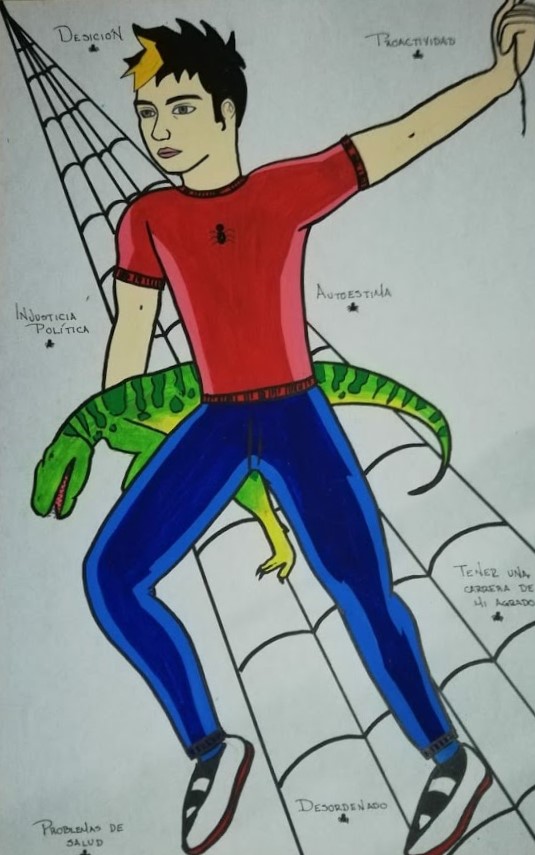 Desición
Proactividad
Injusticia
Política
Autoestima
Tener una
carrera de
mi agrado
Desordenado
Problemas de
salud